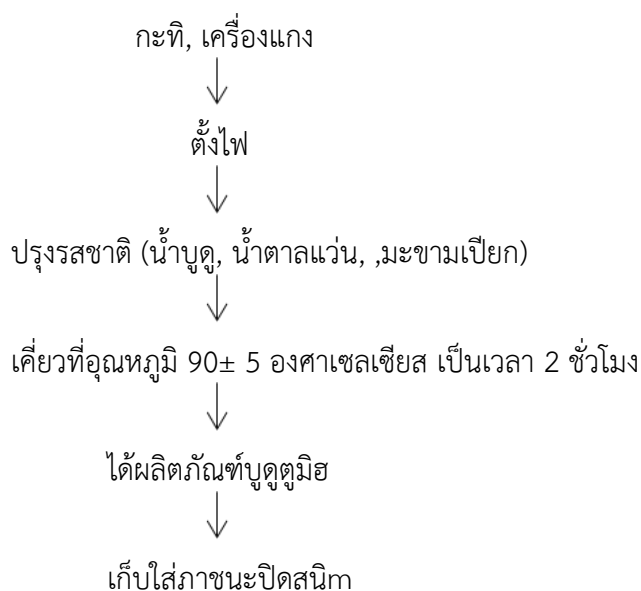 กะทิ, เครื่องแกง
ตั้งไฟ
ปรุงรสชาติ (น้ำบูดู, น้ำตาลแว่น, ,มะขามเปียก)
เคี่ยวที่อุณหภูมิ 90± 5 องศาเซลเซียส เป็นเวลา 2 ชั่วโมง
ได้ผลิตภัณฑ์บูดูตูมิฮ
เก็บใส่ภาชนะปิดสนิm